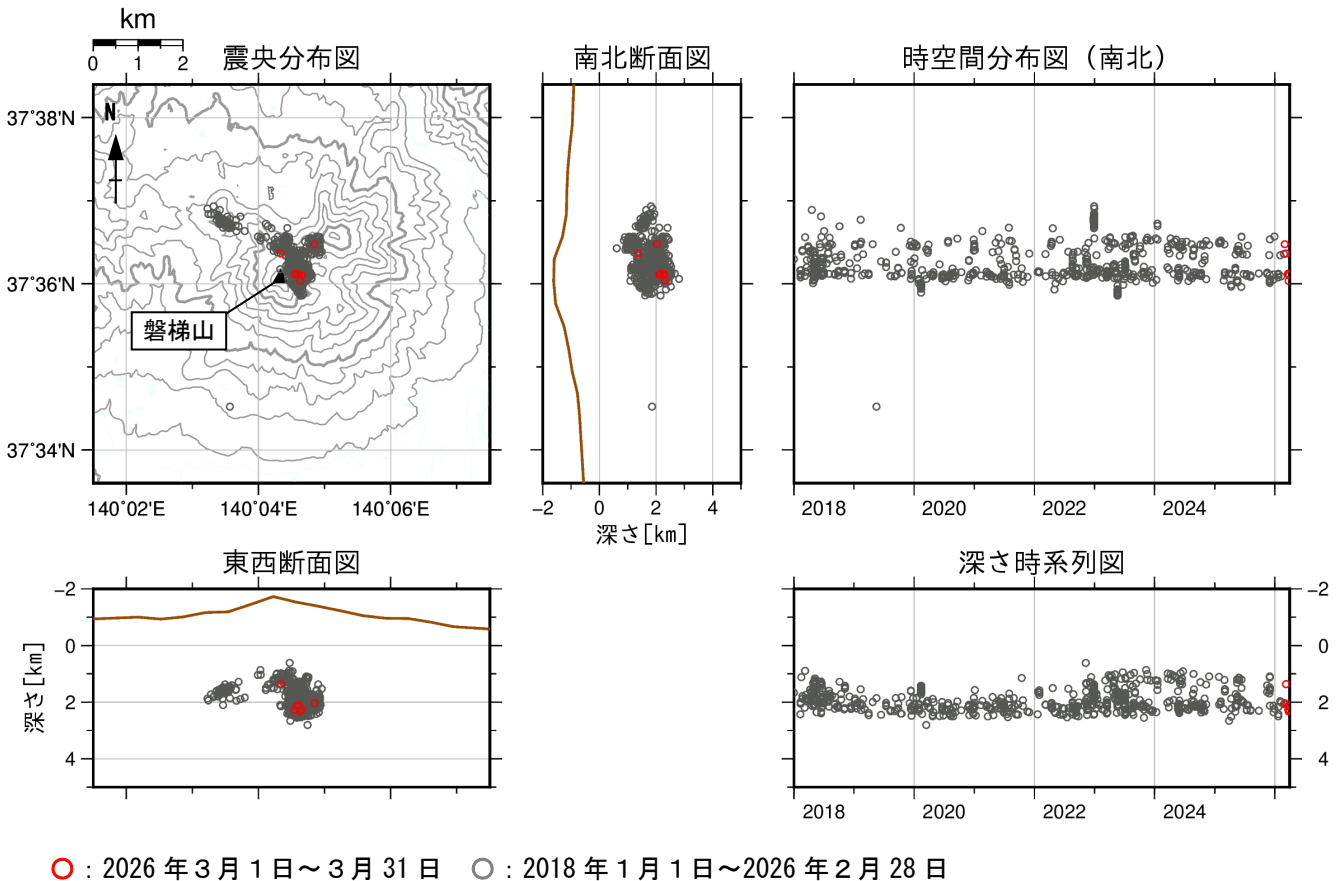 km
0 1 2
震央分布図
南北断面図
時空間分布図（南北）
N
37°38'N
37°36'N
37°34'N
磐梯山
140°02'E 140°04'E 140°06'E
-2 0 2 4
深さ[km]
2018 2020 2022 2024
東西断面図
深さ時系列図
-2
0
2
4
深さ[km]
-2
0
2
4
2018 2020 2022 2024
：2026 年３月１日～３月 31 日 ：2018 年１月１日～2026 年２月 28 日